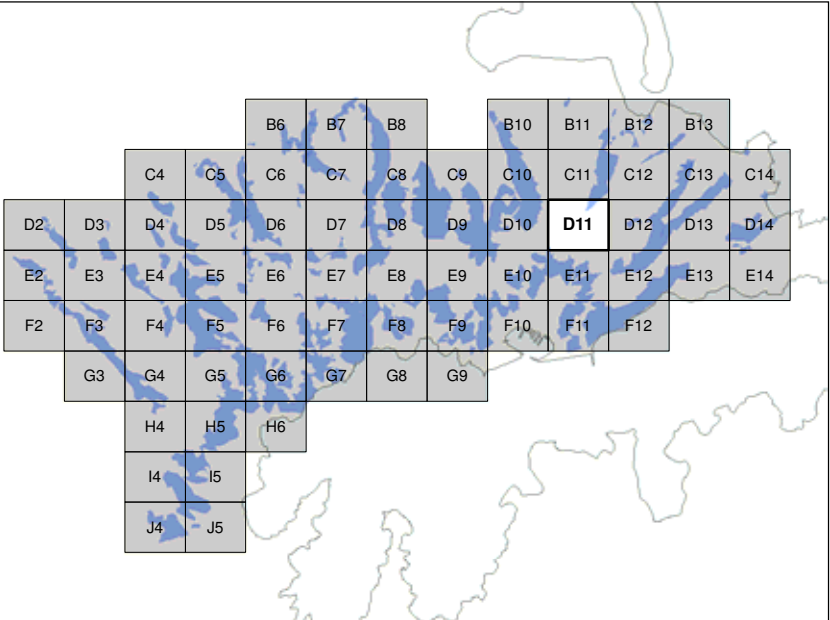 B6 B7 B8 B10 B11 B12 B13
C4 C5 C6 C7 C8 C9 C10 C11 C12 C13 C14
D2 D3 D4 D5 D6 D7 D8 D9 D10 D11 D12 D13 D14
E2 E3 E4 E5 E6 E7 E8 E9 E10 E11 E12 E13 E14
F2 F3 F4 F5 F6 F7 F8 F9 F10 F11 F12
G3 G4 G5 G6 G7 G8 G9
H4 H5 H6
I4 I5
J4 J5